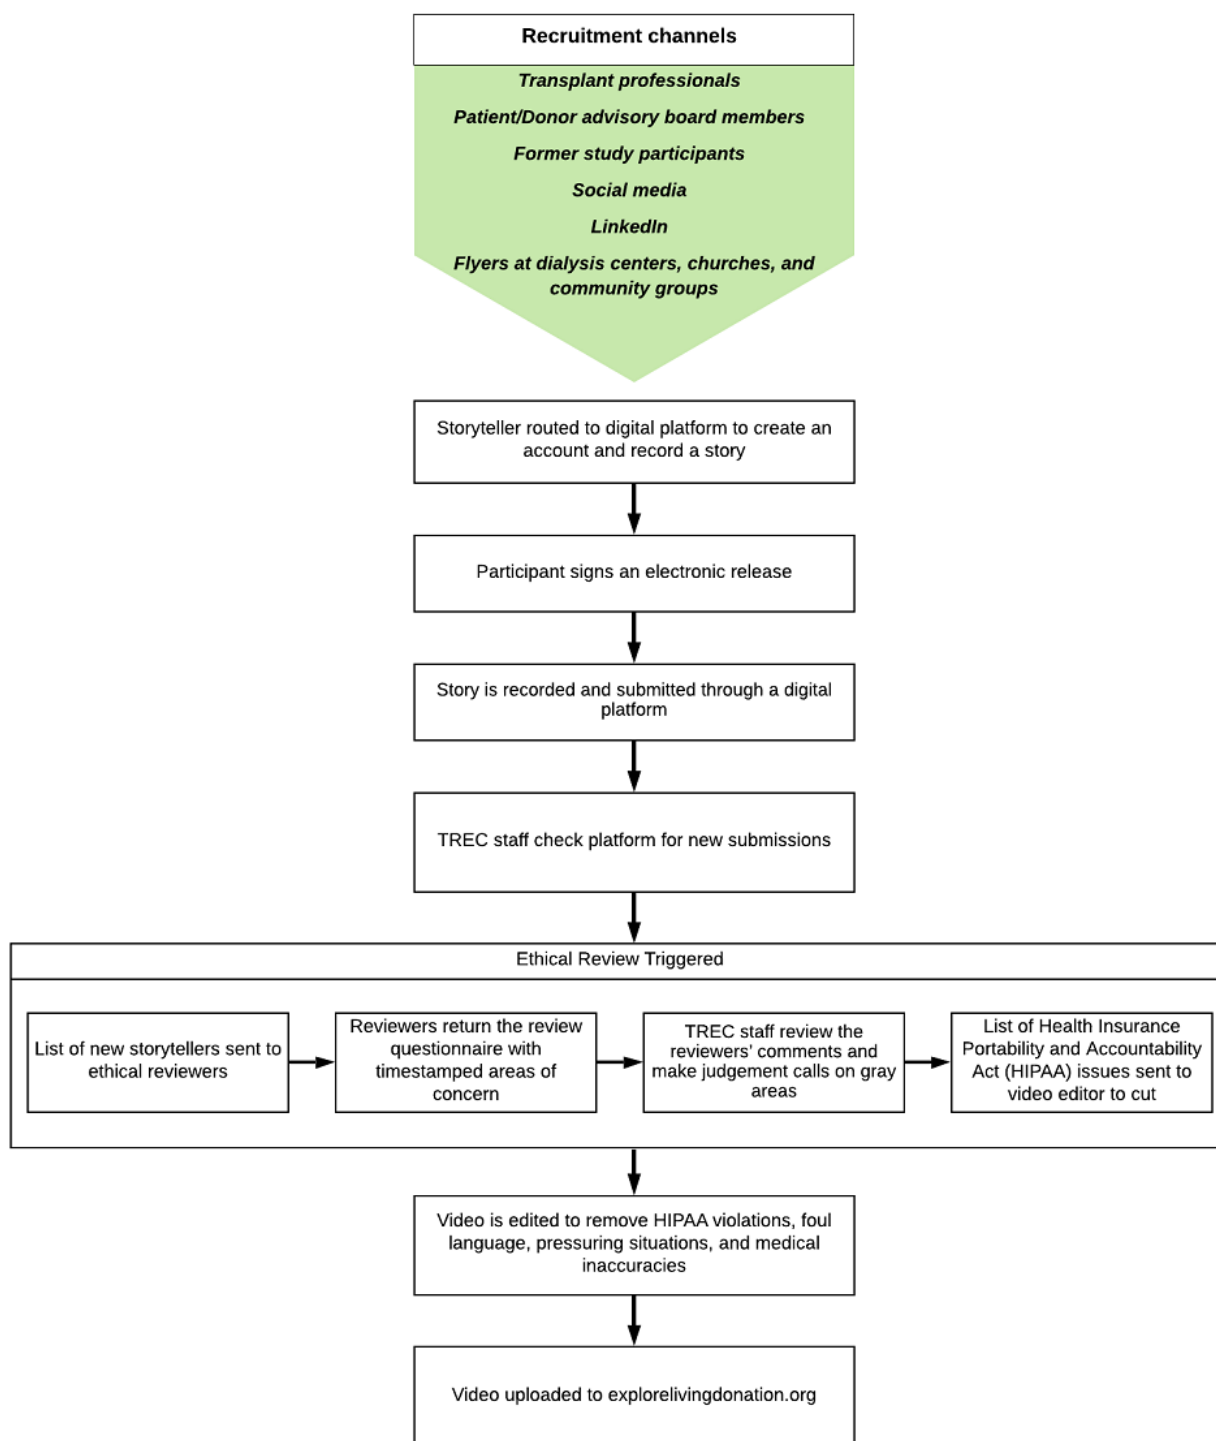 Recruitment channels
Transplant professionals
Patient/Donor advisory board members
Former study participants
Social media
LinkedIn
Flyers at dialysis centers, churches, and
community groups
Storyteller routed to digital platform to create an
account and record a story
Participant signs an electronic release
Story is recorded and submitted through a digital
platform
TREC staff check platform for new submissions
Ethical Review Triggered
List of new storytellers sent to
ethical reviewers
Reviewers return the review
questionnaire with
timestamped areas of
concern
TREC staff review the
reviewers’ comments and
make judgement calls on gray
areas
List of Health Insurance
Portability and Accountability
Act (HIPAA) issues sent to
video editor to cut
Video is edited to remove HIPAA violations, foul
language, pressuring situations, and medical
inaccuracies
Video uploaded to explorelivingdonation.org